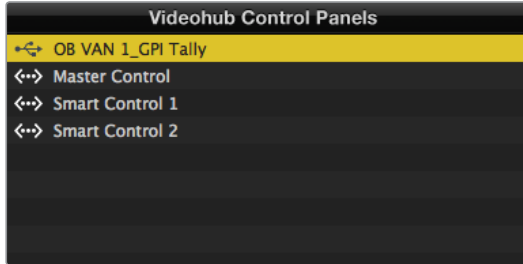 Videohub Control Panels
OB VAN 1_GPI Tally
Master Control
Smart Control 1
Smart Control 2